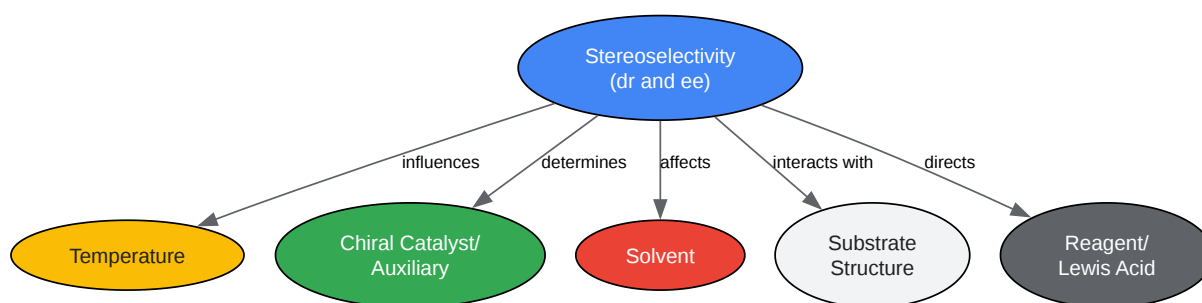 Stereoselectivity
(dr and ee)
influences
determines
affects
interacts with
directs
Temperature
Chiral Catalyst/
Auxiliary
Solvent
Substrate
Structure
Reagent/
Lewis Acid